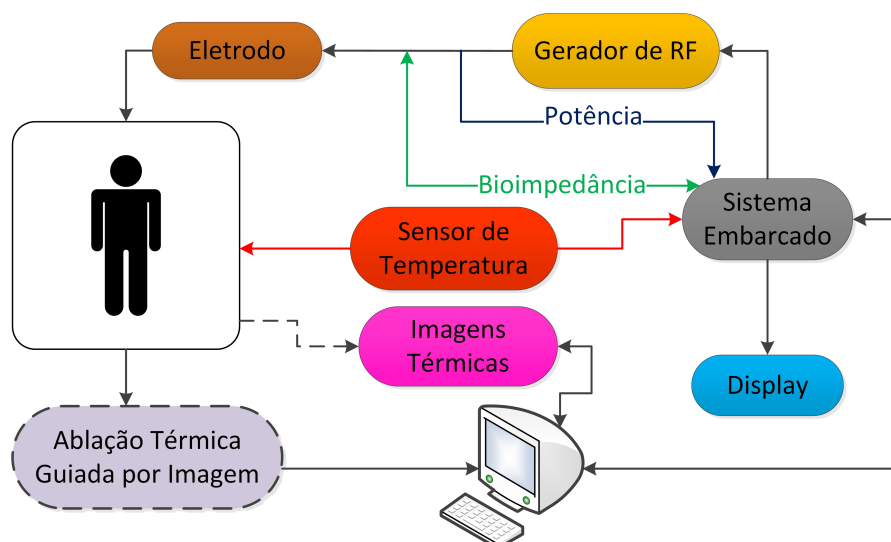 Eletrodo
Gerador de RF
Potência
Bioimpedância
Sistema
Embarcado
Sensor de
Temperatura
Imagens
Térmicas
Display
Ablação Térmica
Guiada por Imagem